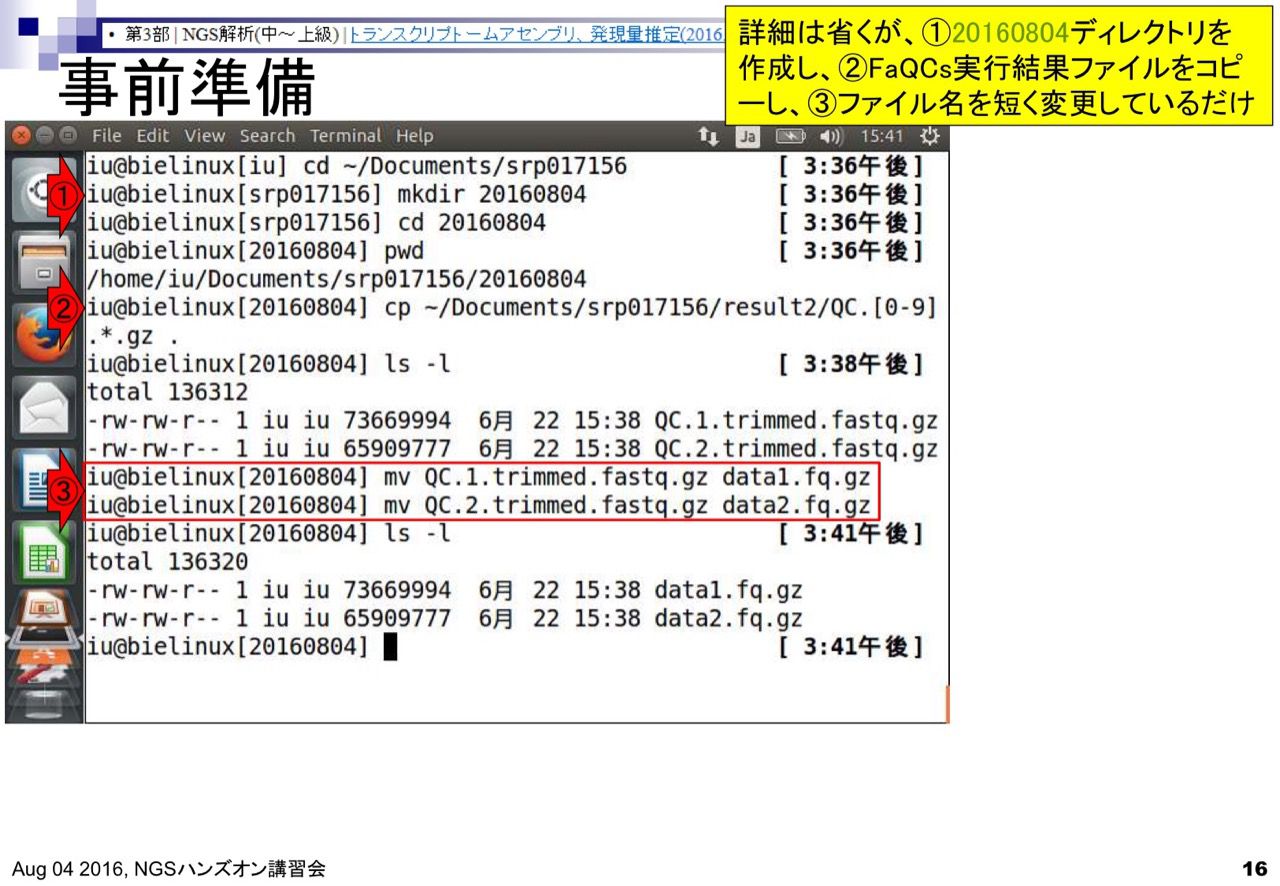 • 第3部 | NGS解析(中～上級) | トランスクリプトームアセンブリ、発現量推定(2016.
事前準備
詳細は省くが、①20160804ディレクトリを
作成し、②FaQCs実行結果ファイルをコピ
ーし、③ファイル名を短く変更しているだけ
File Edit View Search Terminal Help Ja 15:41
iu@bielinux[iu] cd ~/Documents/srp017156 [ 3:36午後]
① iu@bielinux[srp017156] mkdir 20160804 [ 3:36午後]
iu@bielinux[srp017156] cd 20160804 [ 3:36午後]
iu@bielinux[20160804] pwd [ 3:36午後]
/home/iu/Documents/srp017156/20160804
② iu@bielinux[20160804] cp ~/Documents/srp017156/result2/QC.[0-9]
.*.gz .
iu@bielinux[20160804] ls -l [ 3:38午後]
total 136312
-rw-rw-r-- 1 iu iu 73669994 6月 22 15:38 QC.1.trimmed.fastq.gz
-rw-rw-r-- 1 iu iu 65909777 6月 22 15:38 QC.2.trimmed.fastq.gz
③ iu@bielinux[20160804] mv QC.1.trimmed.fastq.gz data1.fq.gz
iu@bielinux[20160804] mv QC.2.trimmed.fastq.gz data2.fq.gz
iu@bielinux[20160804] ls -l [ 3:41午後]
total 136320
-rw-rw-r-- 1 iu iu 73669994 6月 22 15:38 data1.fq.gz
-rw-rw-r-- 1 iu iu 65909777 6月 22 15:38 data2.fq.gz
iu@bielinux[20160804] [ 3:41午後]
Aug 04 2016, NGSハンズオン講習会
16